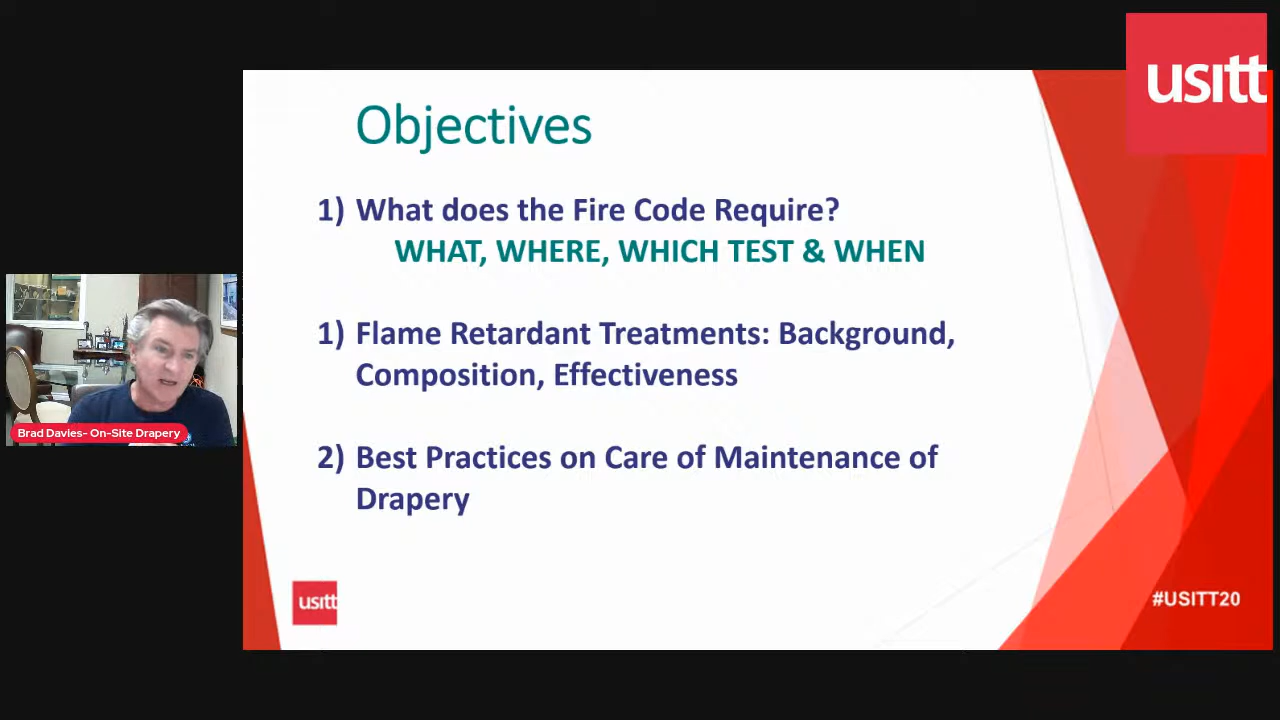 usitt
Objectives
1) What does the Fire Code Require?
WHAT, WHERE, WHICH TEST & WHEN
1) Flame Retardant Treatments: Background,
Composition, Effectiveness
2) Best Practices on Care of Maintenance of
Drapery
Brad Davies- On-Site Drapery
usitt
#USITT20